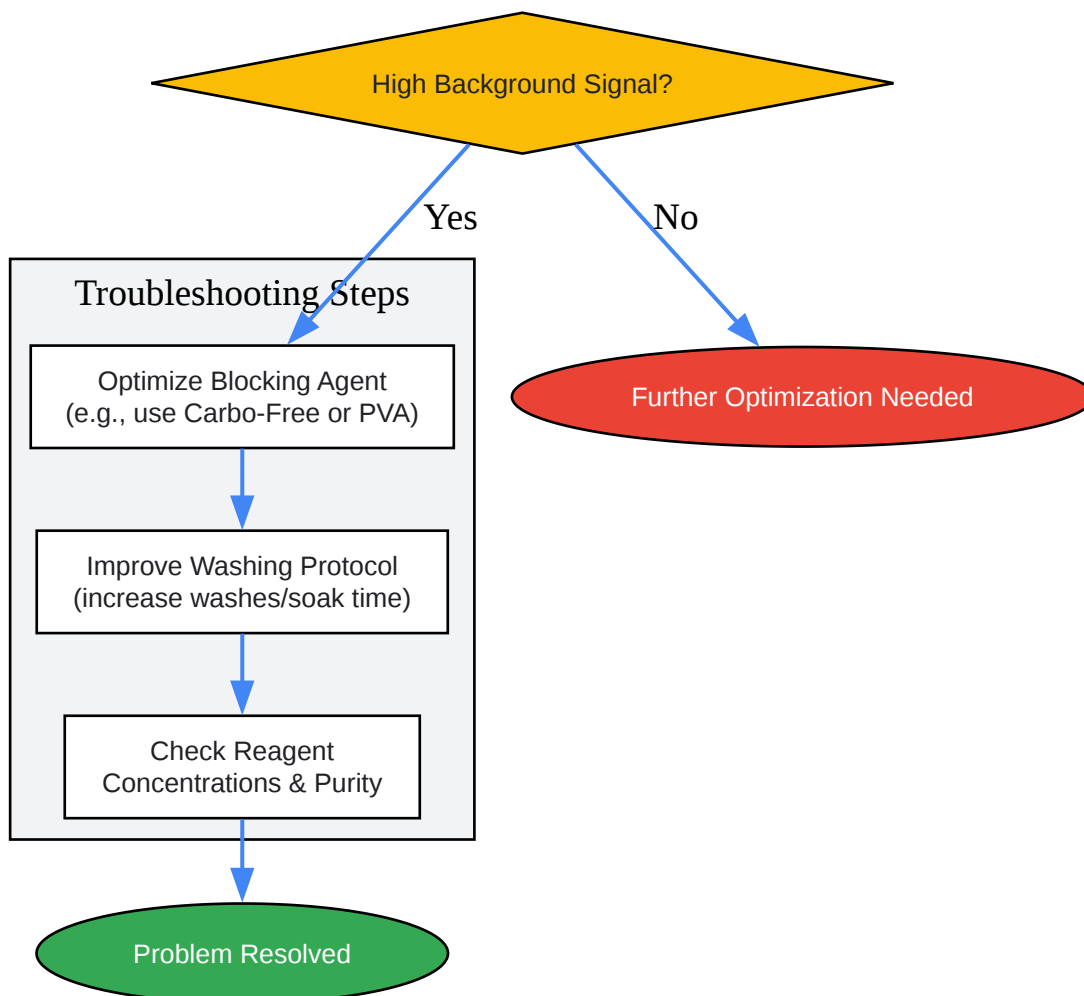 High Background Signal?
Yes
No
Troubleshooting Steps
Optimize Blocking Agent
(e.g., use Carbo-Free or PVA)
Further Optimization Needed
Improve Washing Protocol
(increase washes/soak time)
Check Reagent
Concentrations & Purity
Problem Resolved